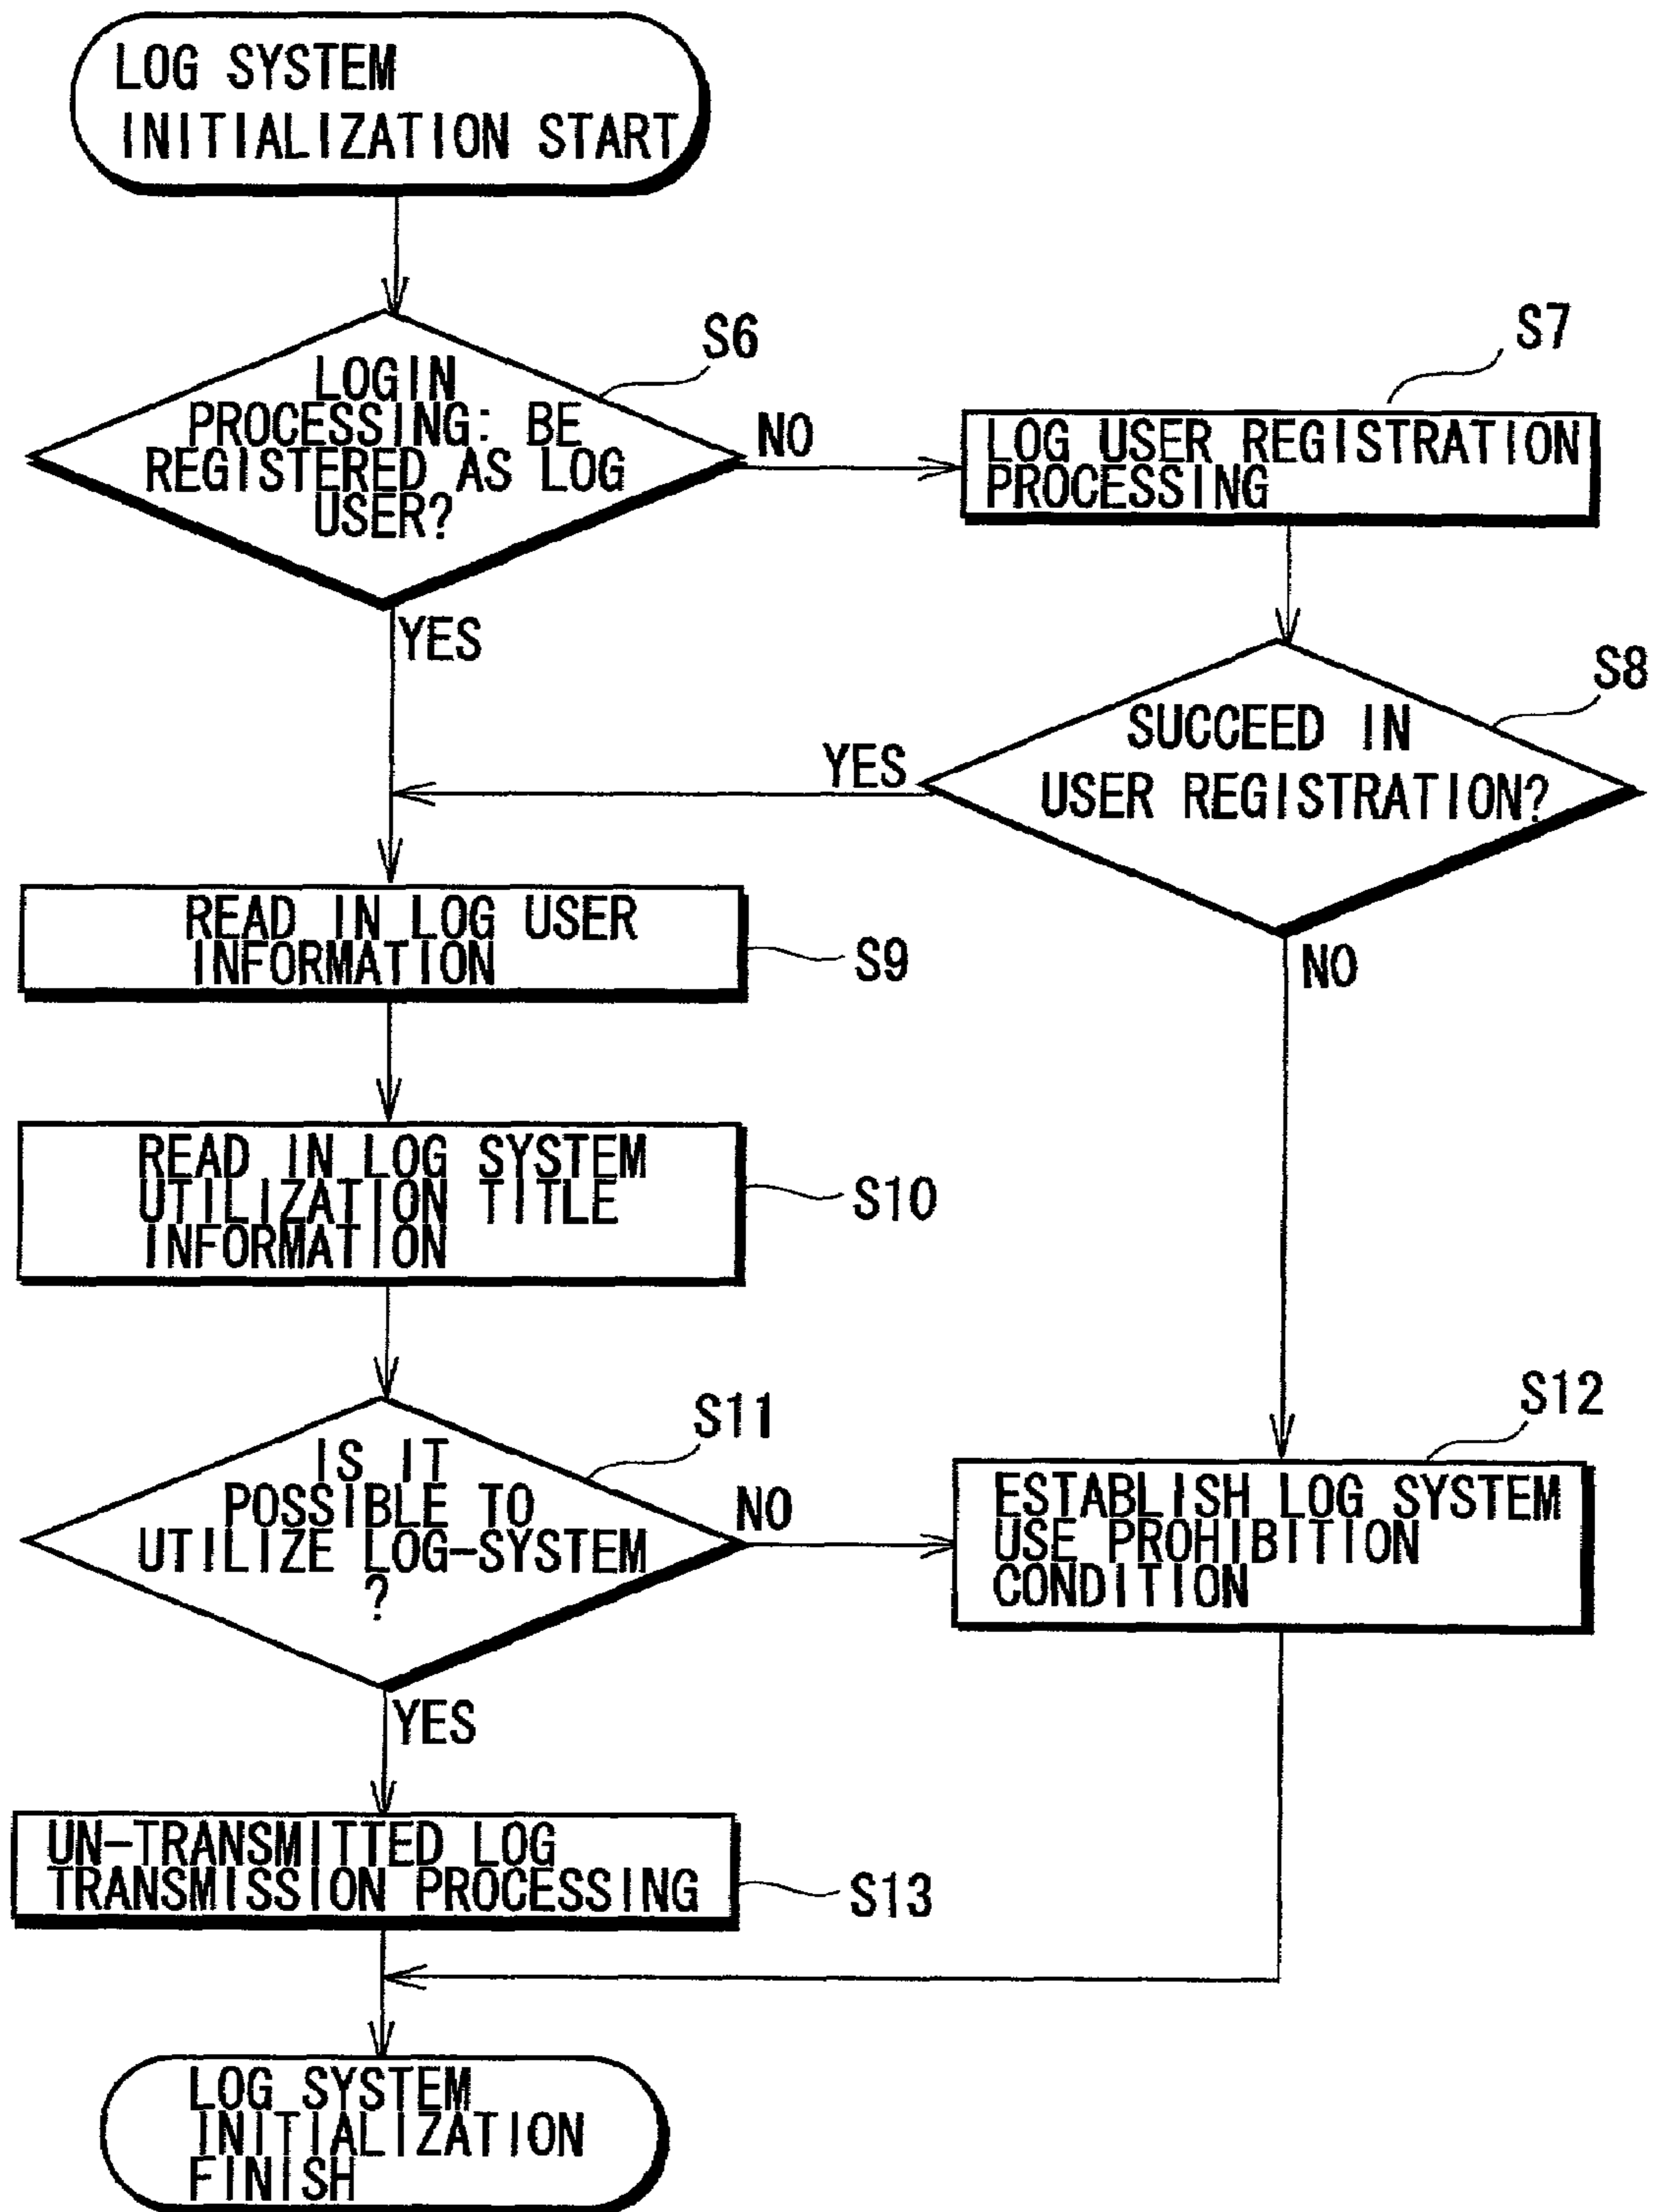 LOG SYSTEM
INITIALIZATION START
S6
LOGIN
PROCESSING: BE
REGISTERED AS LOG
USER?
NO
S7
LOG USER REGISTRATION
PROCESSING
YES
S8
SUCCEED IN
USER REGISTRATION?
YES
NO
READ IN LOG USER
INFORMATION
S9
READ IN LOG SYSTEM
UTILIZATION TITLE
INFORMATION
S10
S11
IS IT
POSSIBLE TO
UTILIZE LOG-SYSTEM
?
NO
S12
ESTABLISH LOG SYSTEM
USE PROHIBITION
CONDITION
YES
UN-TRANSMITTED LOG
TRANSMISSION PROCESSING
S13
LOG SYSTEM
INITIALIZATION
FINISH